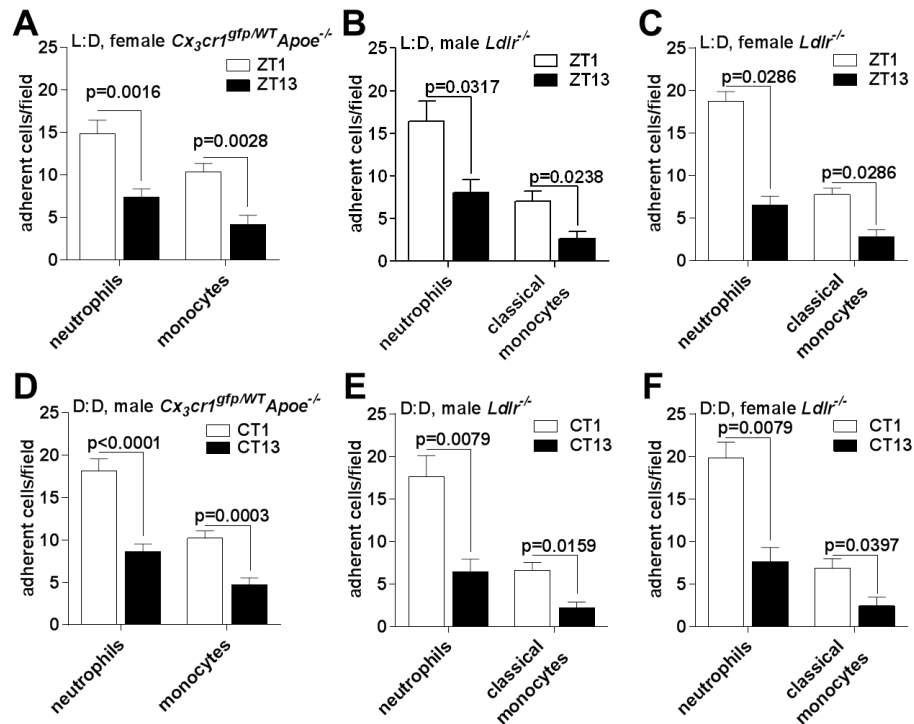 A
L:D, female Cx3cr1gfp/WTApoe-/-
ZT1
ZT13
p=0.0016
p=0.0028
adherent cells/field
25
20
15
10
5
0
neutrophils
monocytes
B
L:D, male Ldlr-/-
ZT1
ZT13
p=0.0317
p=0.0238
adherent cells/field
25
20
15
10
5
0
neutrophils
classical
monocytes
C
L:D, female Ldlr-/-
ZT1
ZT13
p=0.0286
p=0.0286
adherent cells/field
25
20
15
10
5
0
neutrophils
classical
monocytes
D
D:D, male Cx3cr1gfp/WTApoe-/-
CT1
CT13
p<0.0001
p=0.0003
adherent cells/field
25
20
15
10
5
0
neutrophils
monocytes
E
D:D, male Ldlr-/-
CT1
CT13
p=0.0079
p=0.0159
adherent cells/field
25
20
15
10
5
0
neutrophils
classical
monocytes
F
D:D, female Ldlr-/-
CT1
CT13
p=0.0079
p=0.0397
adherent cells/field
25
20
15
10
5
0
neutrophils
classical
monocytes